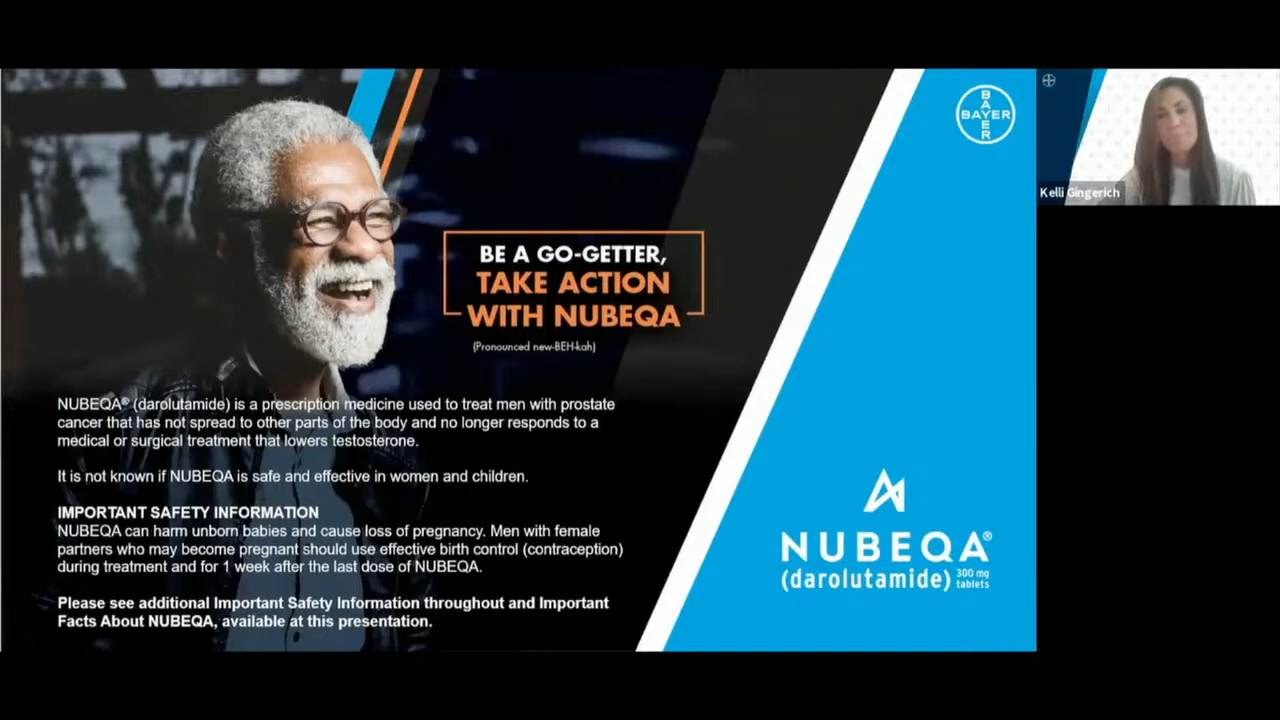 BE A GO-GETTER,
TAKE ACTION
WITH NUBEQA
(Pronounced new-BEH-kah)
NUBEQA® (darolutamide) is a prescription medicine used to treat men with prostate
cancer that has not spread to other parts of the body and no longer responds to a
medical or surgical treatment that lowers testosterone.
It is not known if NUBEQA is safe and effective in women and children.
IMPORTANT SAFETY INFORMATION
NUBEQA can harm unborn babies and cause loss of pregnancy. Men with female
partners who may become pregnant should use effective birth control (contraception)
during treatment and for 1 week after the last dose of NUBEQA.
Please see additional Important Safety Information throughout and Important
Facts About NUBEQA, available at this presentation.
BAYER
BAYER
NUBEQA®
(darolutamide) 300 mg
tablets
Kelli Gingerich